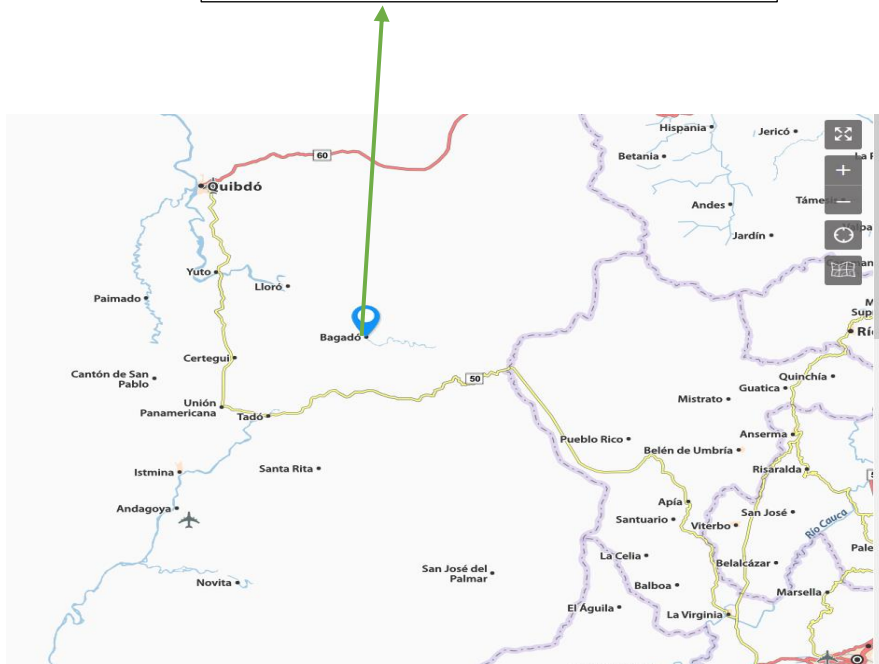 Hispania
Jericó
Betania
60
Quibdó
Andes
Jardín
Yuto
Lloró
Paimado
Bagadó
Certegui
50
Cantón de San
Pablo
Quinchía
Guatica
Mistrato
Unión
Panamericana
Tadó
Anserma
Pueblo Rico
Belén de Umbría
Istmina
Santa Rita
Risaralda
Apía
Andagoya
San José
Santuario
Viterbo
Río Cauca
La Celia
Belalcázar
San José del
Palmar
Novita
Balboa
Marsella
El Águila
La Virginia